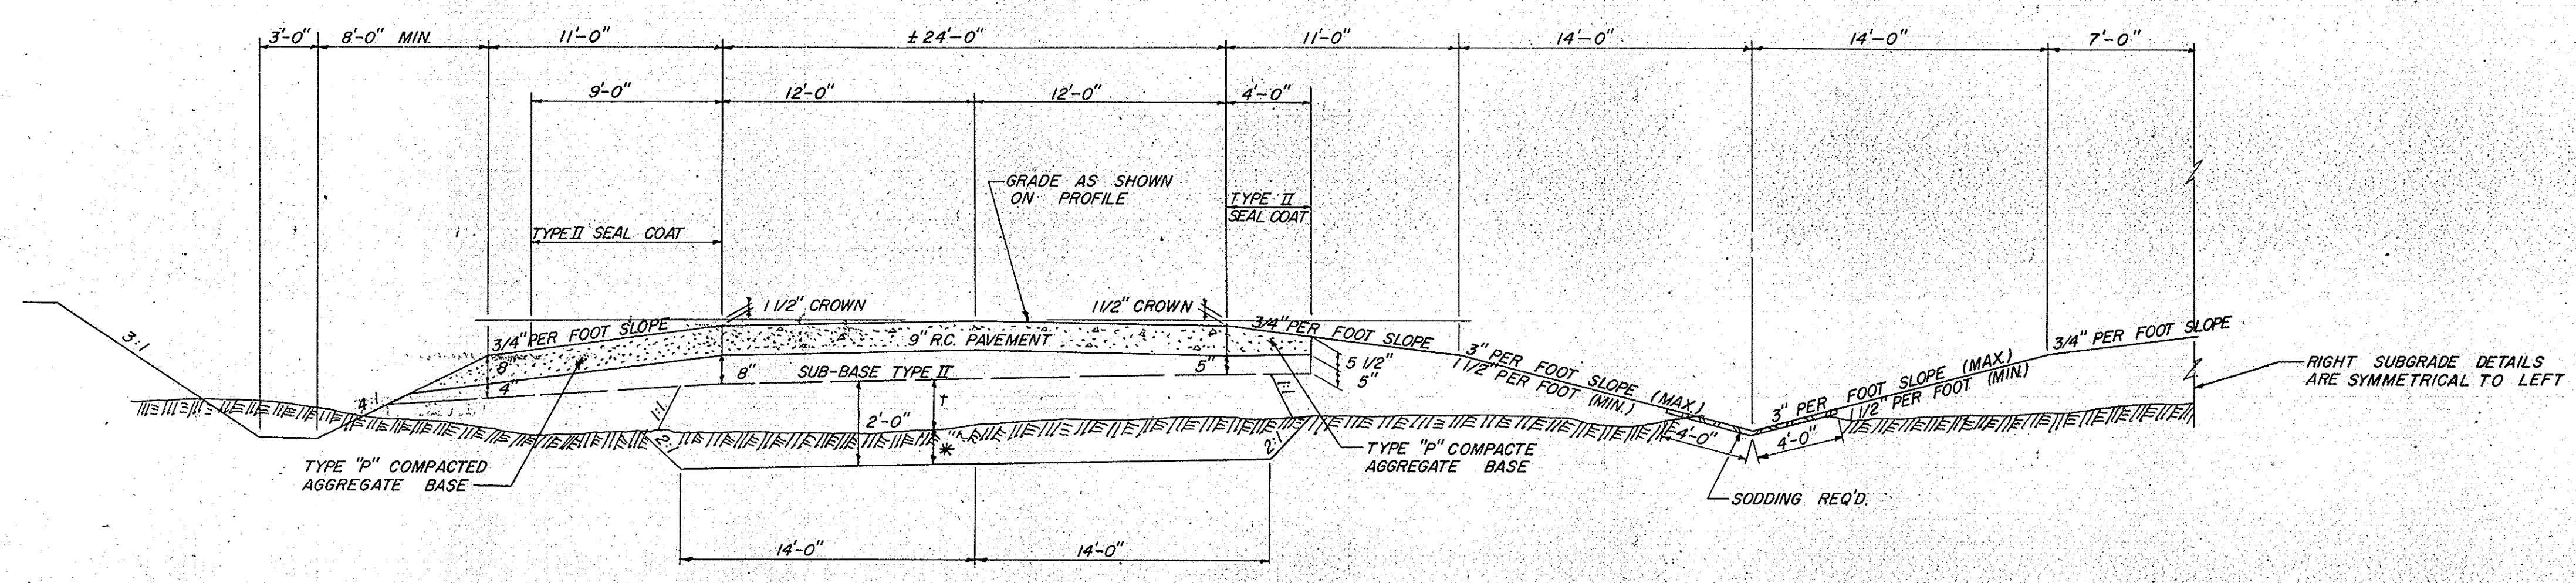 3'-0" 8'-0" MIN. 11'-0" ±24'-0" 11'-0" 14'-0" 14'-0" 7'-0"
9'-0" 12'-0" 12'-0" 4'-0"
GRADE AS SHOWN
ON PROFILE
TYPE II
SEAL COAT
TYPE II SEAL COAT
1 1/2" CROWN
1 1/2" CROWN
3:1
3/4" PER FOOT SLOPE
3/4" PER FOOT SLOPE
3" PER FOOT SLOPE (MAX.)
1 1/2" PER FOOT (MIN.)
3" PER FOOT SLOPE (MAX.)
1 1/2" PER FOOT (MIN.)
3/4" PER FOOT SLOPE
9" R.C. PAVEMENT
8"
4"
8"
SUB-BASE TYPE II
5"
5 1/2"
5"
RIGHT SUBGRADE DETAILS
ARE SYMMETRICAL TO LEFT
4:1
1:1
2:1
2'-0"
†
*
1:1
2:1
4'-0"
4'-0"
TYPE "P" COMPACTED
AGGREGATE BASE
TYPE "P" COMPACTE
AGGREGATE BASE
SODDING REQ'D.
14'-0" 14'-0"